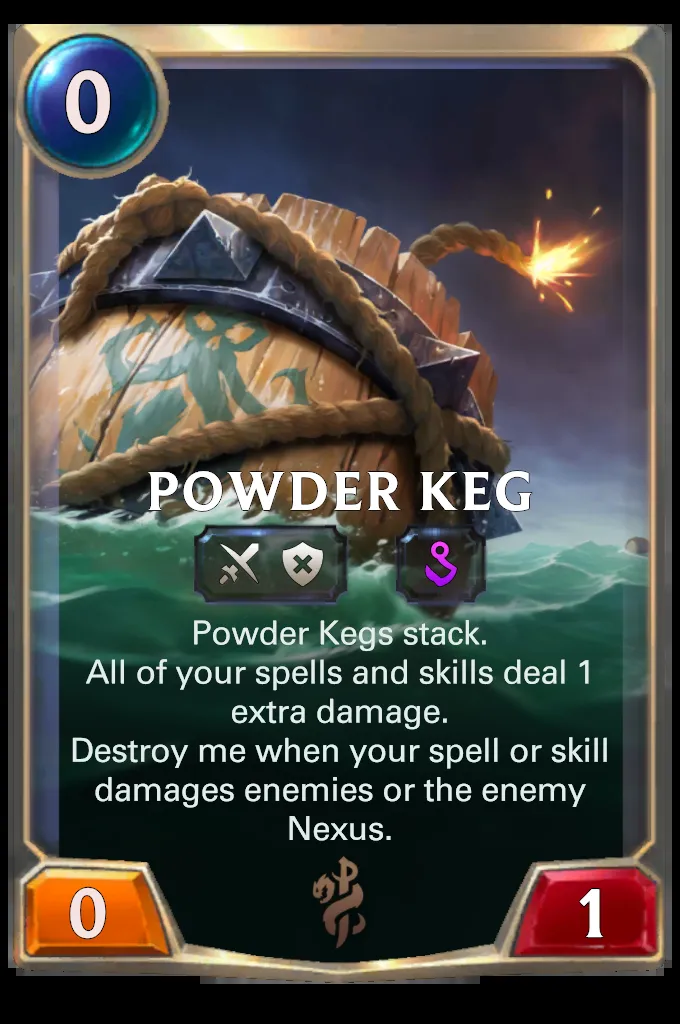 0
POWDER KEG
Powder Kegs stack.
All of your spells and skills deal 1
extra damage.
Destroy me when your spell or skill
damages enemies or the enemy
Nexus.
0
1